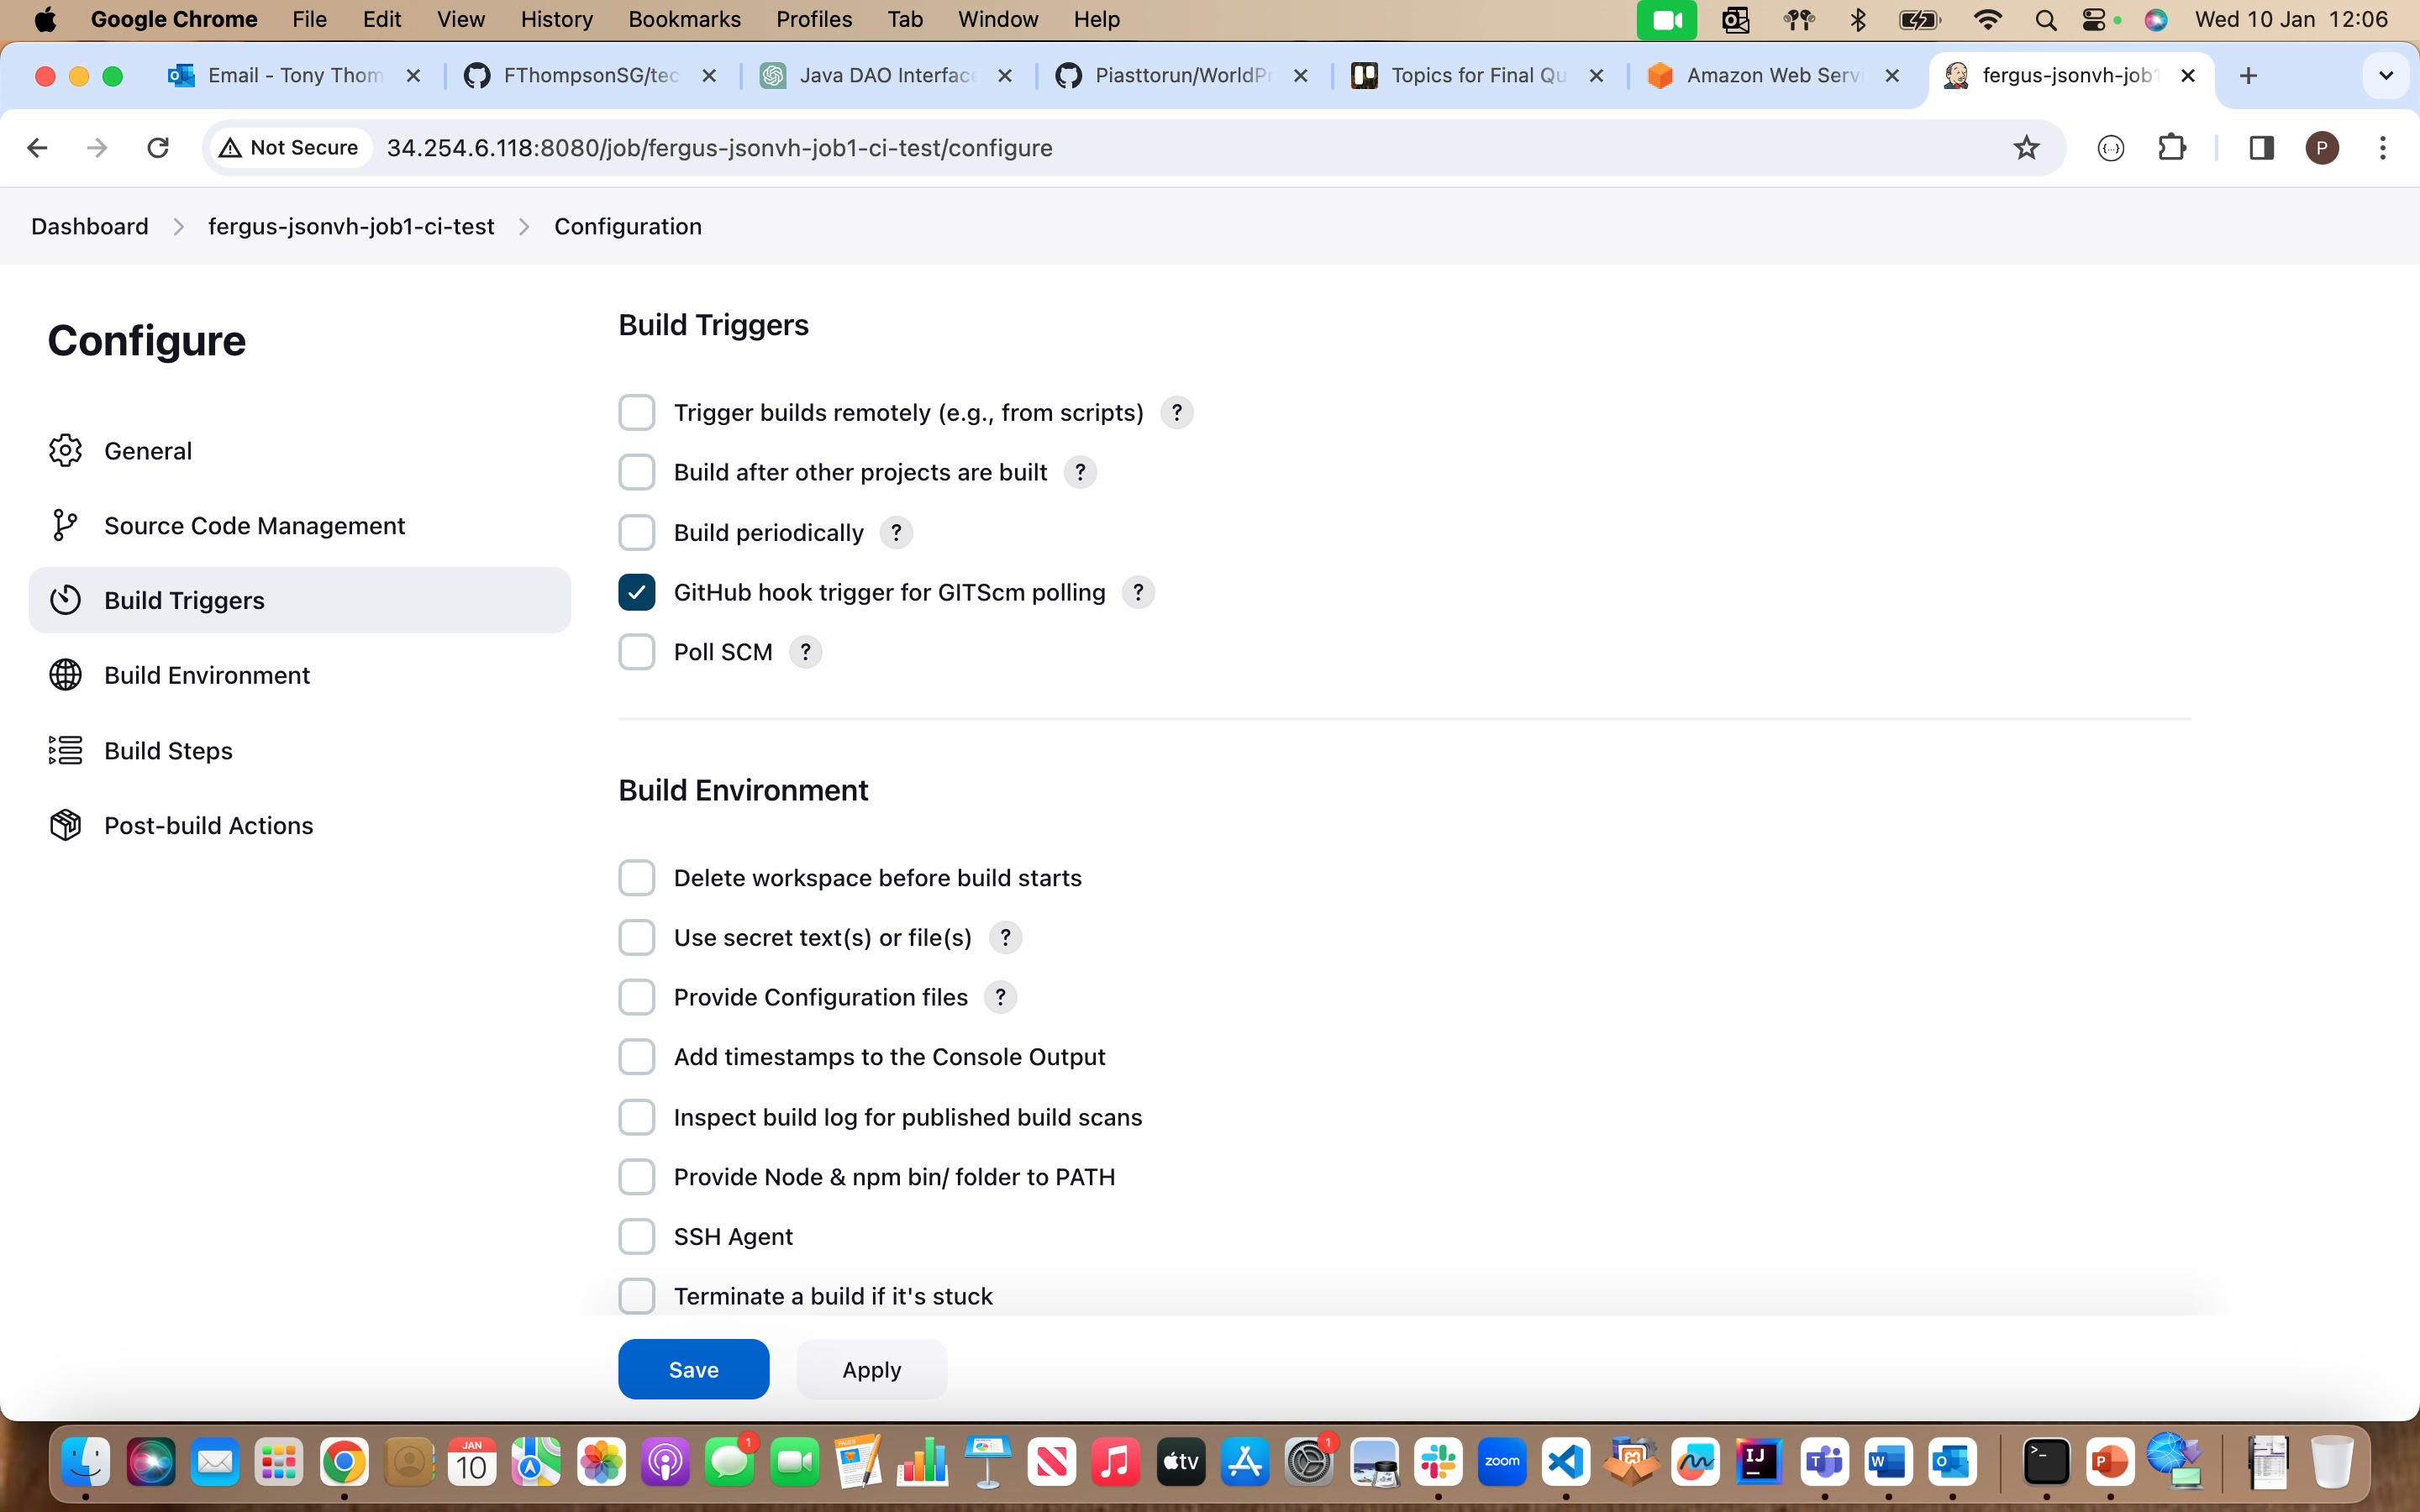 Google Chrome File Edit View History Bookmarks Profiles Tab Window Help Wed 10 Jan 12:06
Email - Tony Thom FThompsonSG/tec Java DAO Interface Piasttorun/WorldPr Topics for Final Qu Amazon Web Servi fergus-jsonvh-job1
Not Secure 34.254.6.118:8080/job/fergus-jsonvh-job1-ci-test/configure P
Dashboard fergus-jsonvh-job1-ci-test Configuration
Configure
General
Source Code Management
Build Triggers
Build Environment
Build Steps
Post-build Actions
Build Triggers
Trigger builds remotely (e.g., from scripts) ?
Build after other projects are built ?
Build periodically ?
GitHub hook trigger for GITScm polling ?
Poll SCM ?
Build Environment
Delete workspace before build starts
Use secret text(s) or file(s) ?
Provide Configuration files ?
Add timestamps to the Console Output
Inspect build log for published build scans
Provide Node & npm bin/ folder to PATH
SSH Agent
Terminate a build if it's stuck
Save Apply
JAN 10 1 tv 1 zoom IJ T W O >_ P